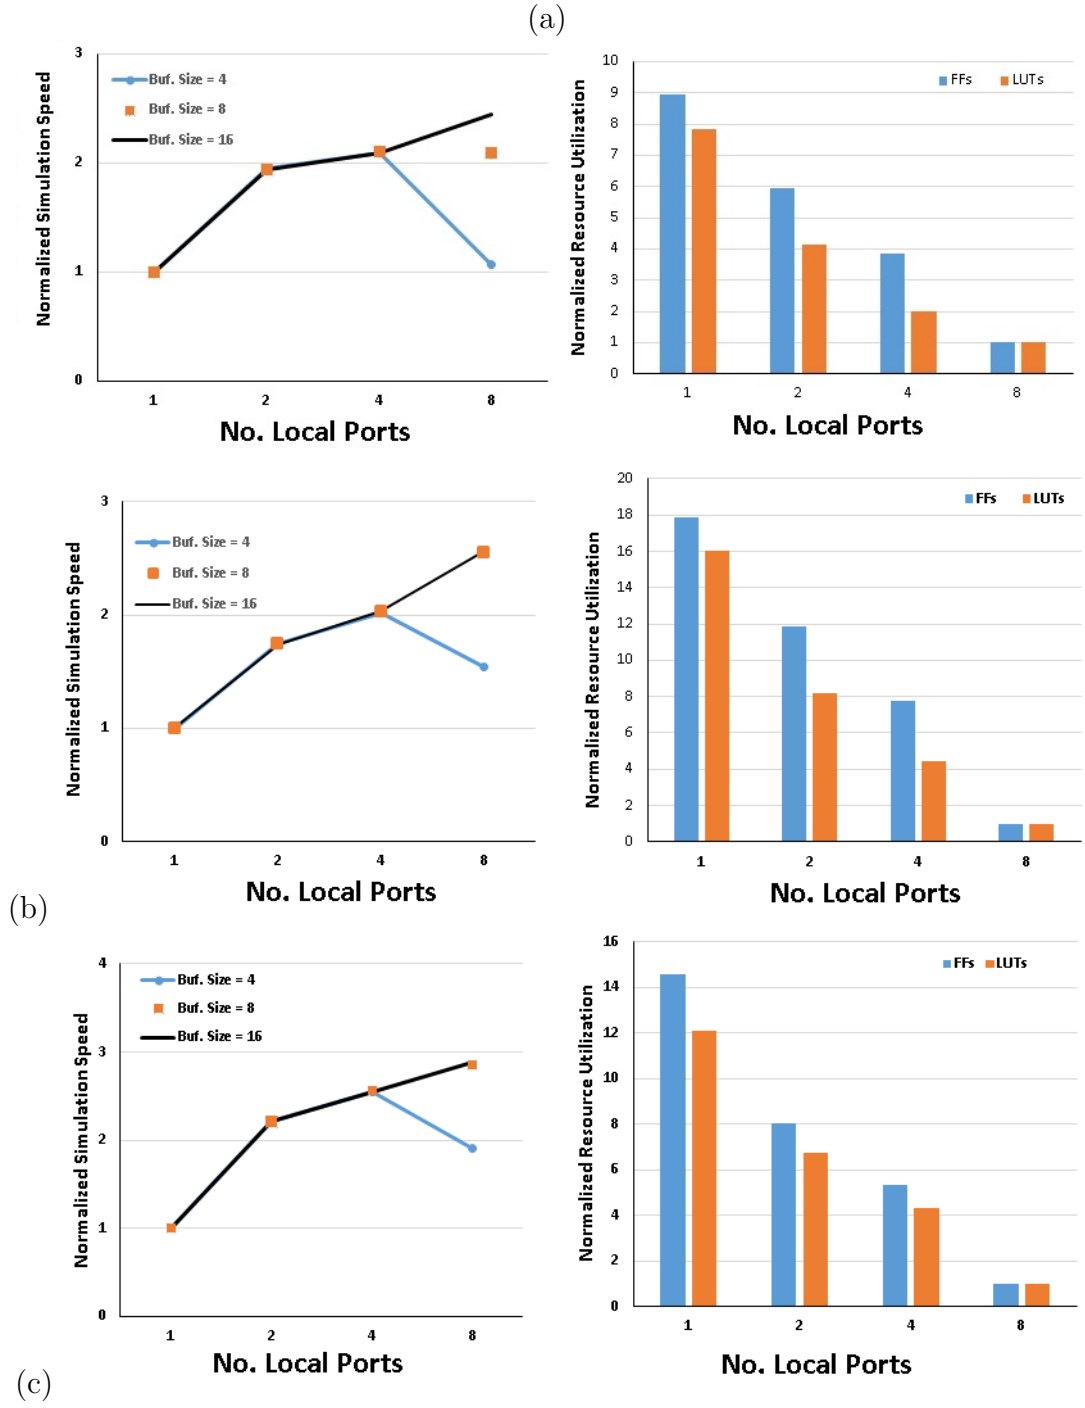 (a)
3
2
1
0
Normalized Simulation Speed
Buf. Size = 4
Buf. Size = 8
Buf. Size = 16
1 2 4 8
No. Local Ports
10
9
8
7
6
5
4
3
2
1
0
Normalized Resource Utilization
FFs LUTs
1 2 4 8
No. Local Ports
3
2
1
0
Normalized Simulation Speed
Buf. Size = 4
Buf. Size = 8
Buf. Size = 16
1 2 4 8
No. Local Ports
20
18
16
14
12
10
8
6
4
2
0
Normalized Resource Utilization
FFs LUTs
1 2 4 8
No. Local Ports
(b)
4
3
2
1
0
Normalized Simulation Speed
Buf. Size = 4
Buf. Size = 8
Buf. Size = 16
1 2 4 8
No. Local Ports
16
14
12
10
8
6
4
2
0
Normalized Resource Utilization
FFs LUTs
1 2 4 8
No. Local Ports
(c)